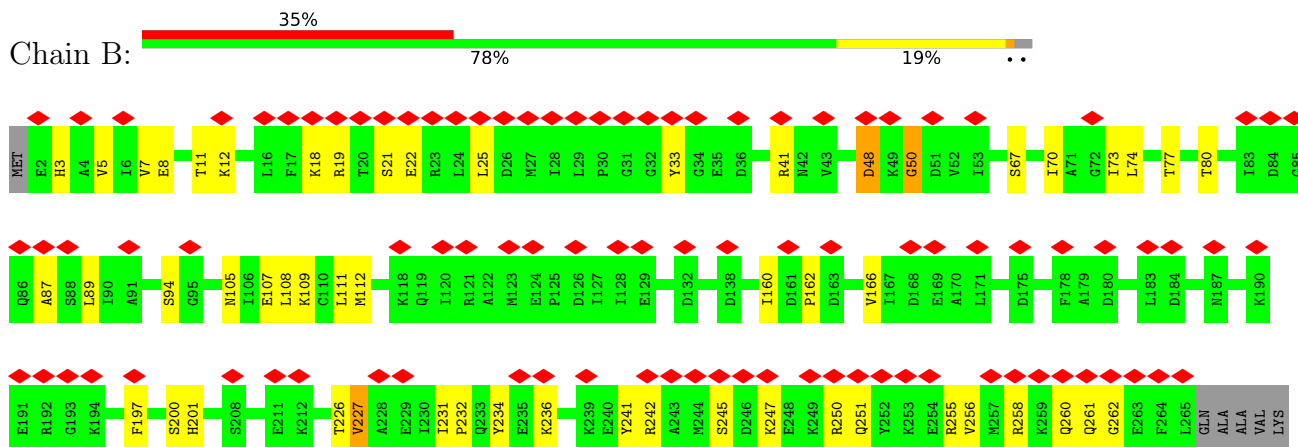 35%
Chain B:
78% 19% ••
MET E2 H3 A4 V5 I6 V7 E8 T11 K12 L16 F17 K18 R19 T20 S21 E22 R23 L24 L25 D26 M27 I28 L29 P30 G31 G32 Y33 G34 E35 D36 R41 N42 V43 D48 K49 G50 D51 V52 I53 S67 I70 A71 G72 I73 L74 T77 T80 I83 D84 G85
Q86 A87 S88 L89 I90 A91 S94 G95 N105 I106 E107 L108 K109 C110 L111 M112 K118 Q119 I120 R121 A122 M123 E124 P125 D126 I127 I128 E129 D132 D138 I160 D161 P162 D163 V166 I167 D168 E169 A170 L171 D175 F178 A179 D180 L183 D184 N187 K190
E191 R192 G193 K194 F197 S200 H201 S208 E211 K212 T226 V227 A228 E229 I230 I231 P232 Q233 Y234 E235 K236 K239 E240 Y241 R242 A243 M244 S245 D246 K247 E248 K249 R250 Q251 Y252 K253 E254 R255 V256 M257 R258 K259 Q260 Q261 G262 E263 F264 L265 GLN ALA ALA VAL LYS